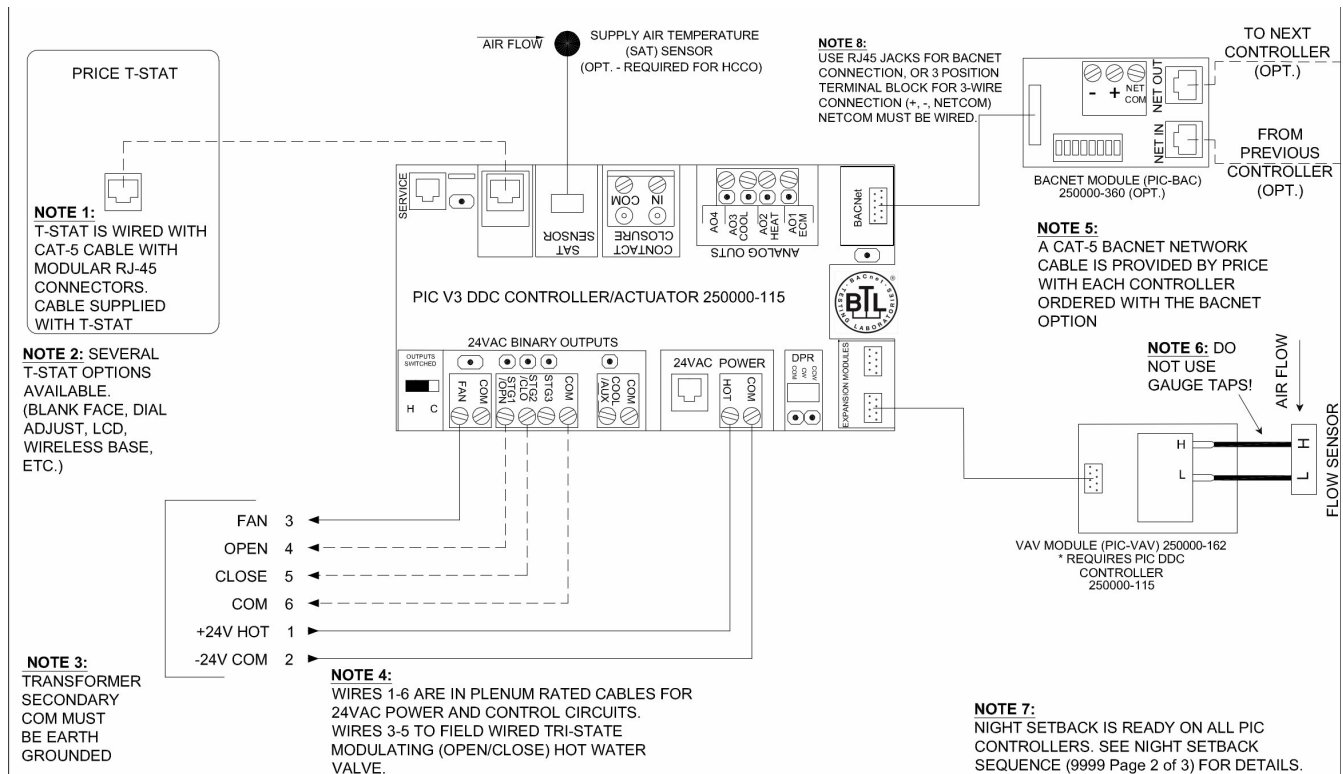 PRICE T-STAT
NOTE 1:
T-STAT IS WIRED WITH
CAT-5 CABLE WITH
MODULAR RJ-45
CONNECTORS.
CABLE SUPPLIED
WITH T-STAT
NOTE 2: SEVERAL
T-STAT OPTIONS
AVAILABLE.
(BLANK FACE, DIAL
ADJUST, LCD,
WIRELESS BASE,
ETC.)
AIR FLOW
SUPPLY AIR TEMPERATURE
(SAT) SENSOR
(OPT. - REQUIRED FOR HCCO)
NOTE 8:
USE RJ45 JACKS FOR BACNET
CONNECTION, OR 3 POSITION
TERMINAL BLOCK FOR 3-WIRE
CONNECTION (+, -, NETCOM)
NETCOM MUST BE WIRED.
- + NET
COM
NET OUT
NET IN
TO NEXT
CONTROLLER
(OPT.)
FROM
PREVIOUS
CONTROLLER
(OPT.)
BACNET MODULE (PIC-BAC)
250000-360 (OPT.)
NOTE 5:
A CAT-5 BACNET NETWORK
CABLE IS PROVIDED BY PRICE
WITH EACH CONTROLLER
ORDERED WITH THE BACNET
OPTION
SERVICE
SAT
SENSOR
COM
IN
CONTACT
CLOSURE
AO4
AO3
COOL
AO2
HEAT
AO1
ECM
ANALOG OUTS
BACNet
PIC V3 DDC CONTROLLER/ACTUATOR 250000-115
BACnet
TESTING LABORATORIES
BTL
®
24VAC BINARY OUTPUTS
OUTPUTS
SWITCHED
H C
FAN
COM
STG1
/OPN
STG2
/CLO
STG3
COM
COOL
/AUX
COM
24VAC POWER
HOT
COM
DPR
COM
CW
CCW
EXPANSION MODULES
NOTE 6: DO
NOT USE
GAUGE TAPS!
AIR FLOW
H
L
H
L
FLOW SENSOR
VAV MODULE (PIC-VAV) 250000-162
* REQUIRES PIC DDC
CONTROLLER
250000-115
FAN 3
OPEN 4
CLOSE 5
COM 6
+24V HOT 1
-24V COM 2
NOTE 3:
TRANSFORMER
SECONDARY
COM MUST
BE EARTH
GROUNDED
NOTE 4:
WIRES 1-6 ARE IN PLENUM RATED CABLES FOR
24VAC POWER AND CONTROL CIRCUITS.
WIRES 3-5 TO FIELD WIRED TRI-STATE
MODULATING (OPEN/CLOSE) HOT WATER
VALVE.
NOTE 7:
NIGHT SETBACK IS READY ON ALL PIC
CONTROLLERS. SEE NIGHT SETBACK
SEQUENCE (9999 Page 2 of 3) FOR DETAILS.